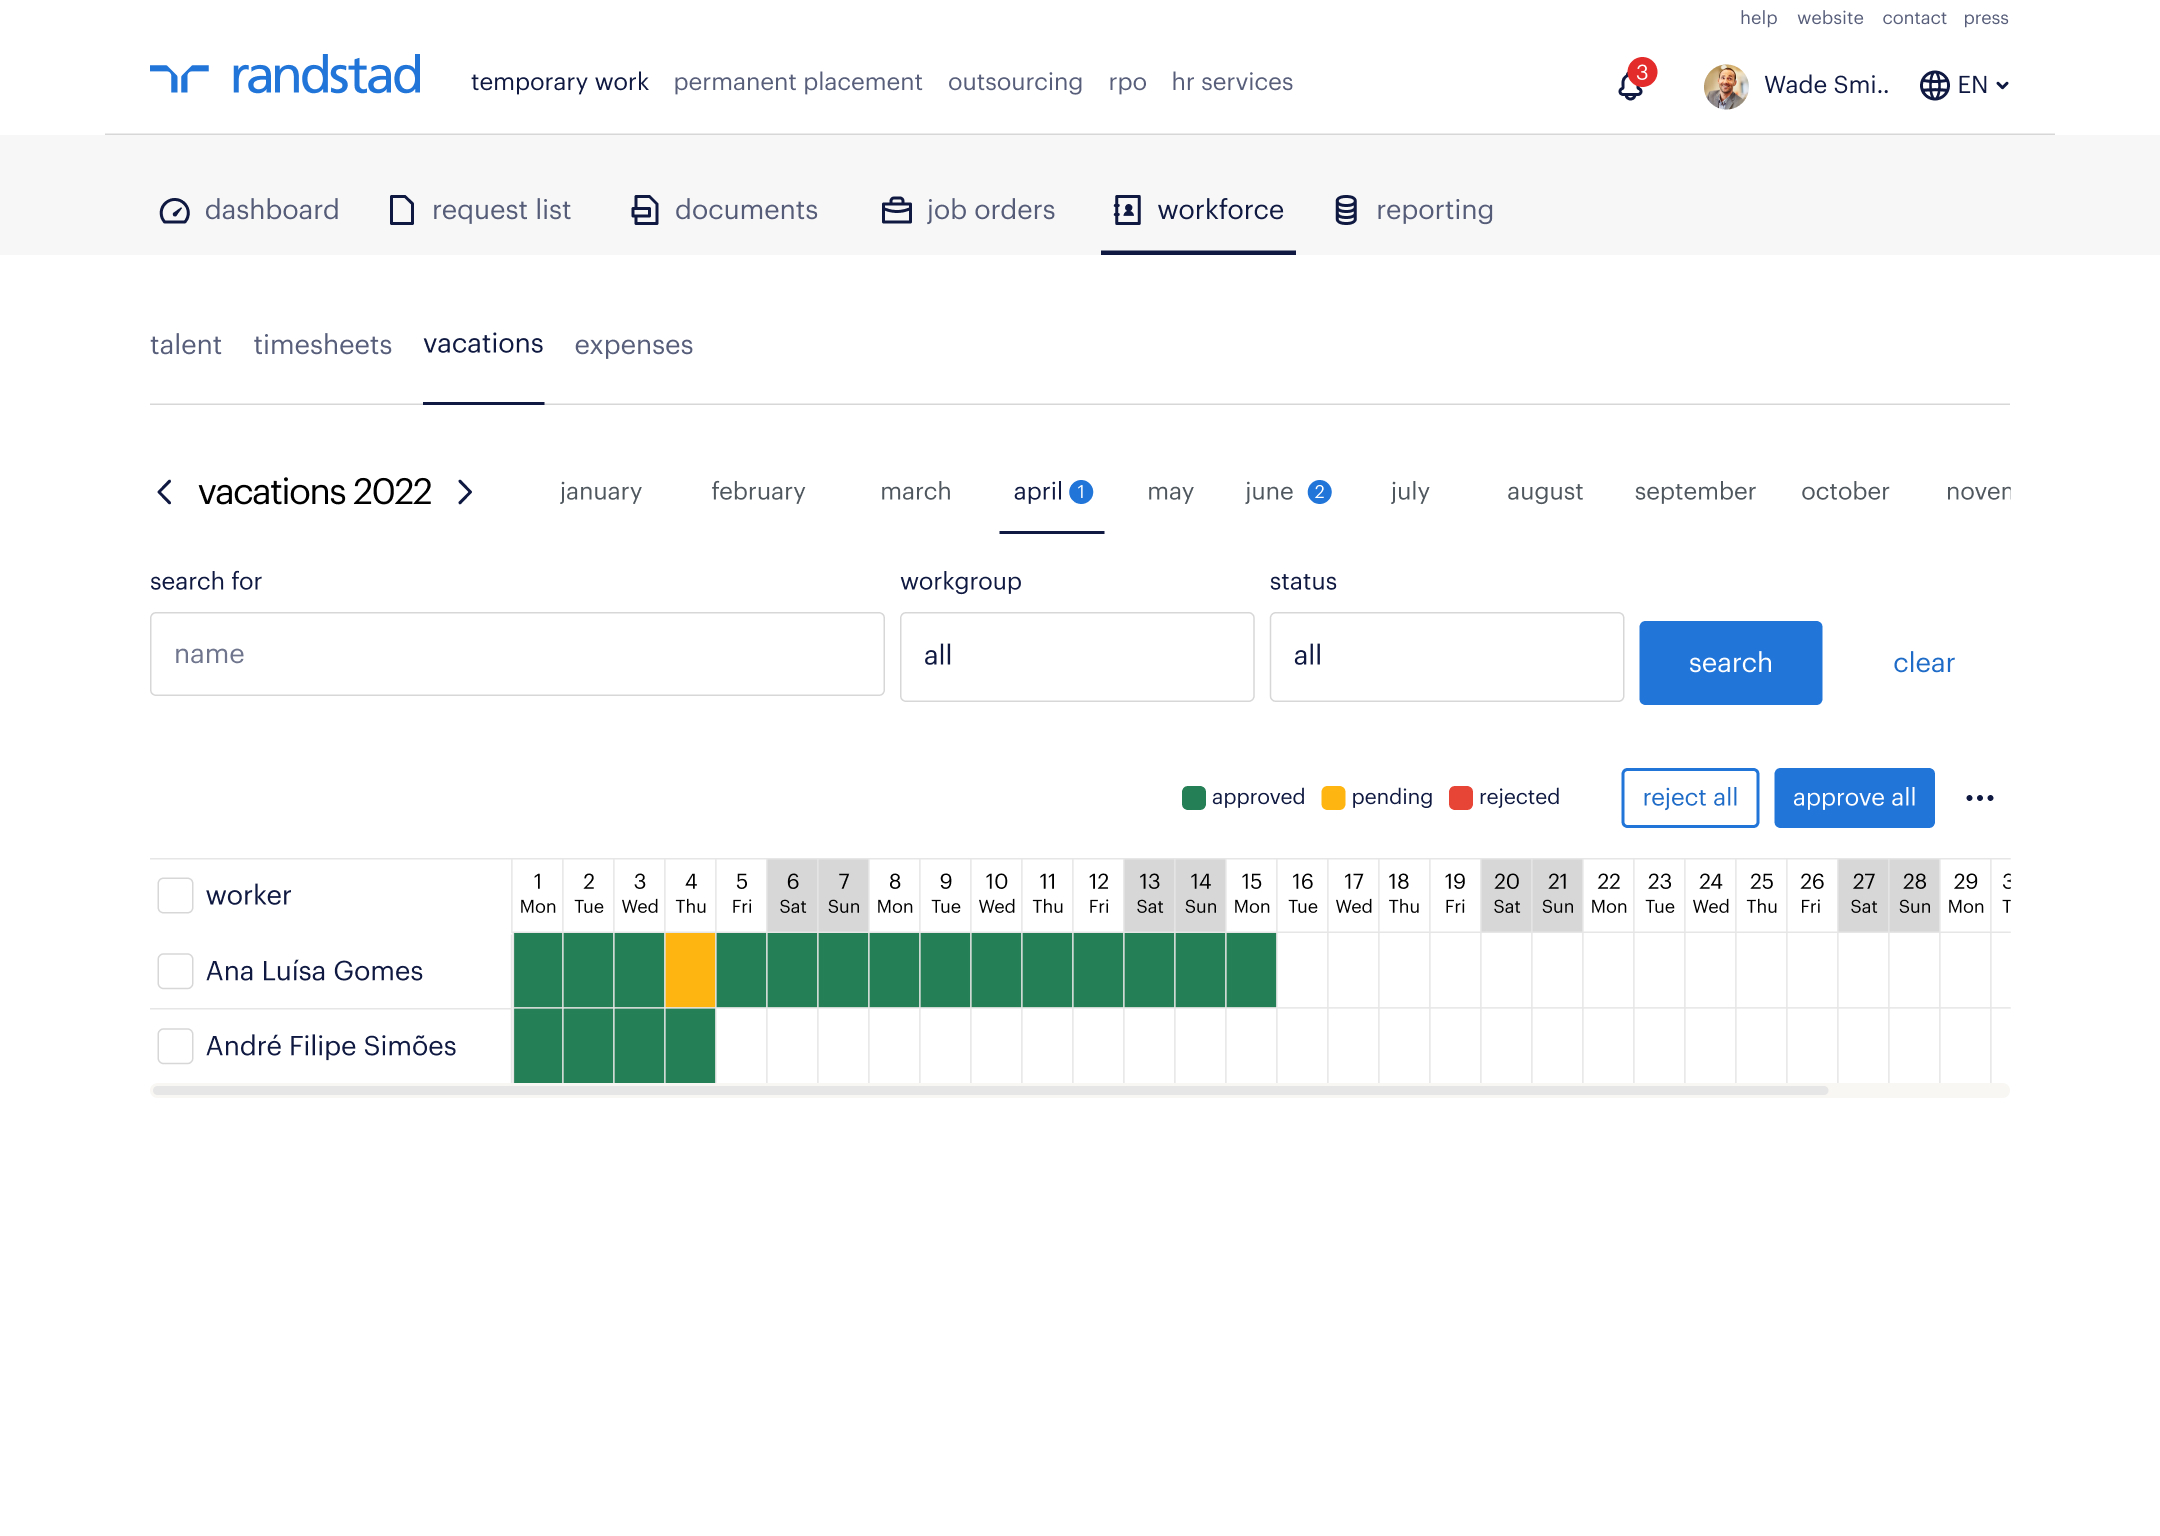 help website contact press
randstad temporary work permanent placement outsourcing rpo hr services 3 Wade Smi.. EN
dashboard request list documents job orders workforce reporting
talent timesheets vacations expenses
vacations 2022 january february march april 1 may june 2 july august september october noven
search for workgroup status
name all all search clear
approved pending rejected reject all approve all
worker 1 2 3 4 5 6 7 8 9 10 11 12 13 14 15 16 17 18 19 20 21 22 23 24 25 26 27 28 29
Mon Tue Wed Thu Fri Sat Sun Mon Tue Wed Thu Fri Sat Sun Mon Tue Wed Thu Fri Sat Sun Mon Tue Wed Thu Fri Sat Sun Mon
Ana Luísa Gomes
André Filipe Simões